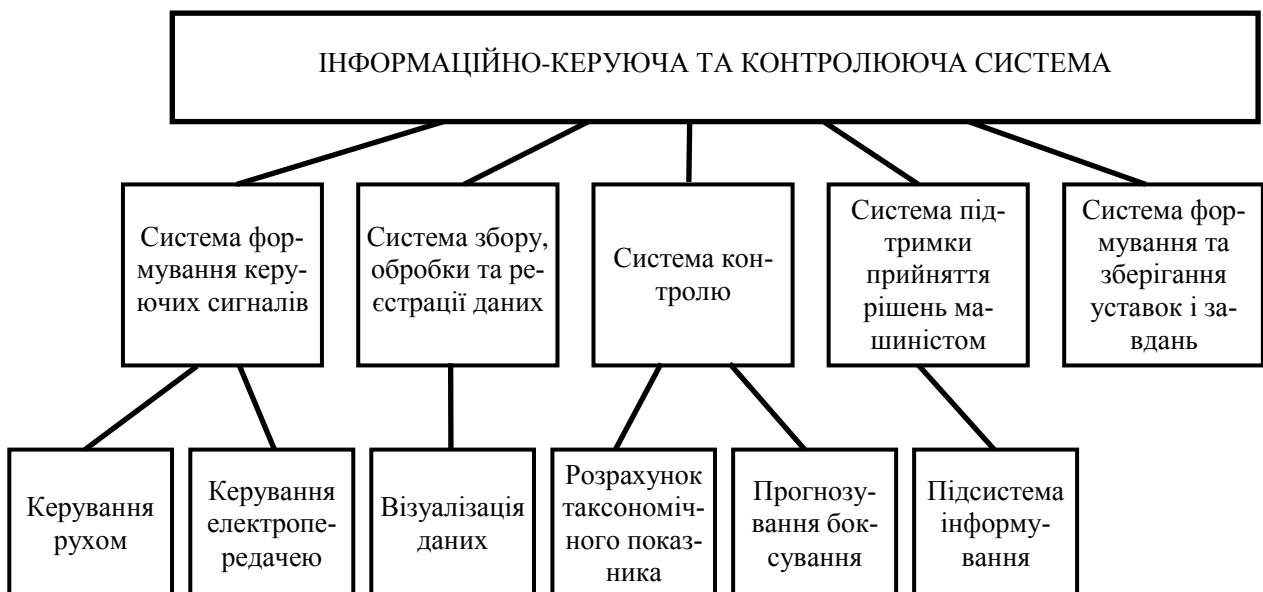 ІНФОРМАЦІЙНО-КЕРУЮЧА ТА КОНТРОЛЮЮЧА СИСТЕМА
Система фор-
мування керу-
ючих сигналів
Система збору,
обробки та ре-
єстрації даних
Система кон-
тролю
Система під-
тримки
прийняття
рішень ма-
шиністом
Система фор-
мування та
зберігання
уставок і за-
вдань
Керування
рухом
Керування
електропе-
редачею
Візуалізація
даних
Розрахунок
таксономіч-
ного показ-
ника
Прогнозу-
вання бок-
сування
Підсистема
інформу-
вання